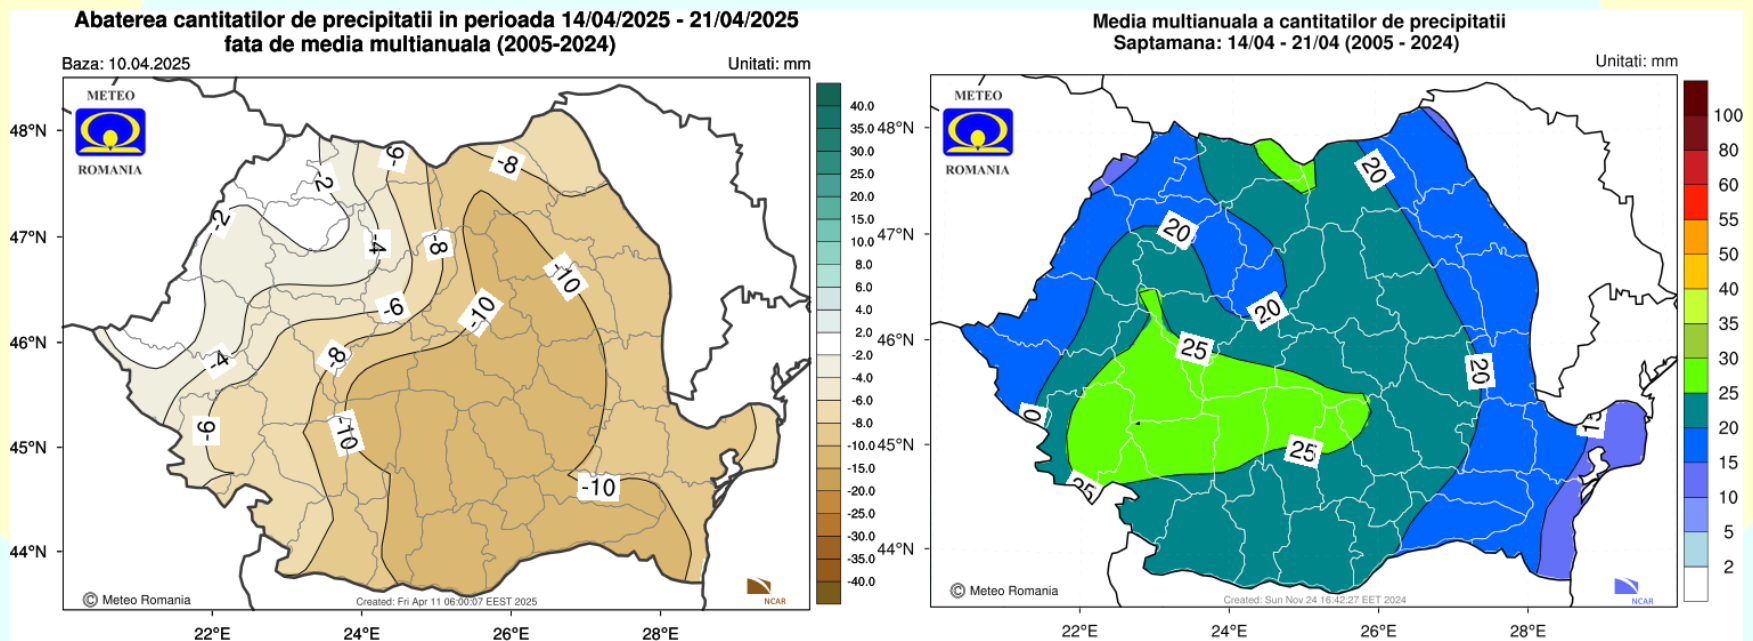 Abaterea cantitatilor de precipitatii in perioada 14/04/2025 - 21/04/2025
fata de media multianuala (2005-2024)
Baza: 10.04.2025
Unitati: mm
METEO
ROMANIA
48°N
47°N
46°N
45°N
44°N
22°E
24°E
26°E
28°E
2
-6
-8
-2
-4
-8
-10
-6
-10
-8
-4
-6
-10
-10
40.0
35.0
30.0
25.0
20.0
15.0
10.0
8.0
6.0
4.0
2.0
-2.0
-4.0
-6.0
-8.0
-10.0
-15.0
-20.0
-25.0
-30.0
-35.0
-40.0
© Meteo Romania
Created: Fri Apr 11 06:00:07 EEST 2025
NCAR
Media multianuala a cantitatilor de precipitatii
Saptamana: 14/04 - 21/04 (2005 - 2024)
Unitati: mm
METEO
ROMANIA
48°N
47°N
46°N
45°N
44°N
22°E
24°E
26°E
28°E
20
20
20
25
20
0
25
25
100
80
60
55
50
40
35
30
25
20
15
10
5
2
© Meteo Romania
Created: Sun Nov 24 16:42:27 EET 2024
NCAR